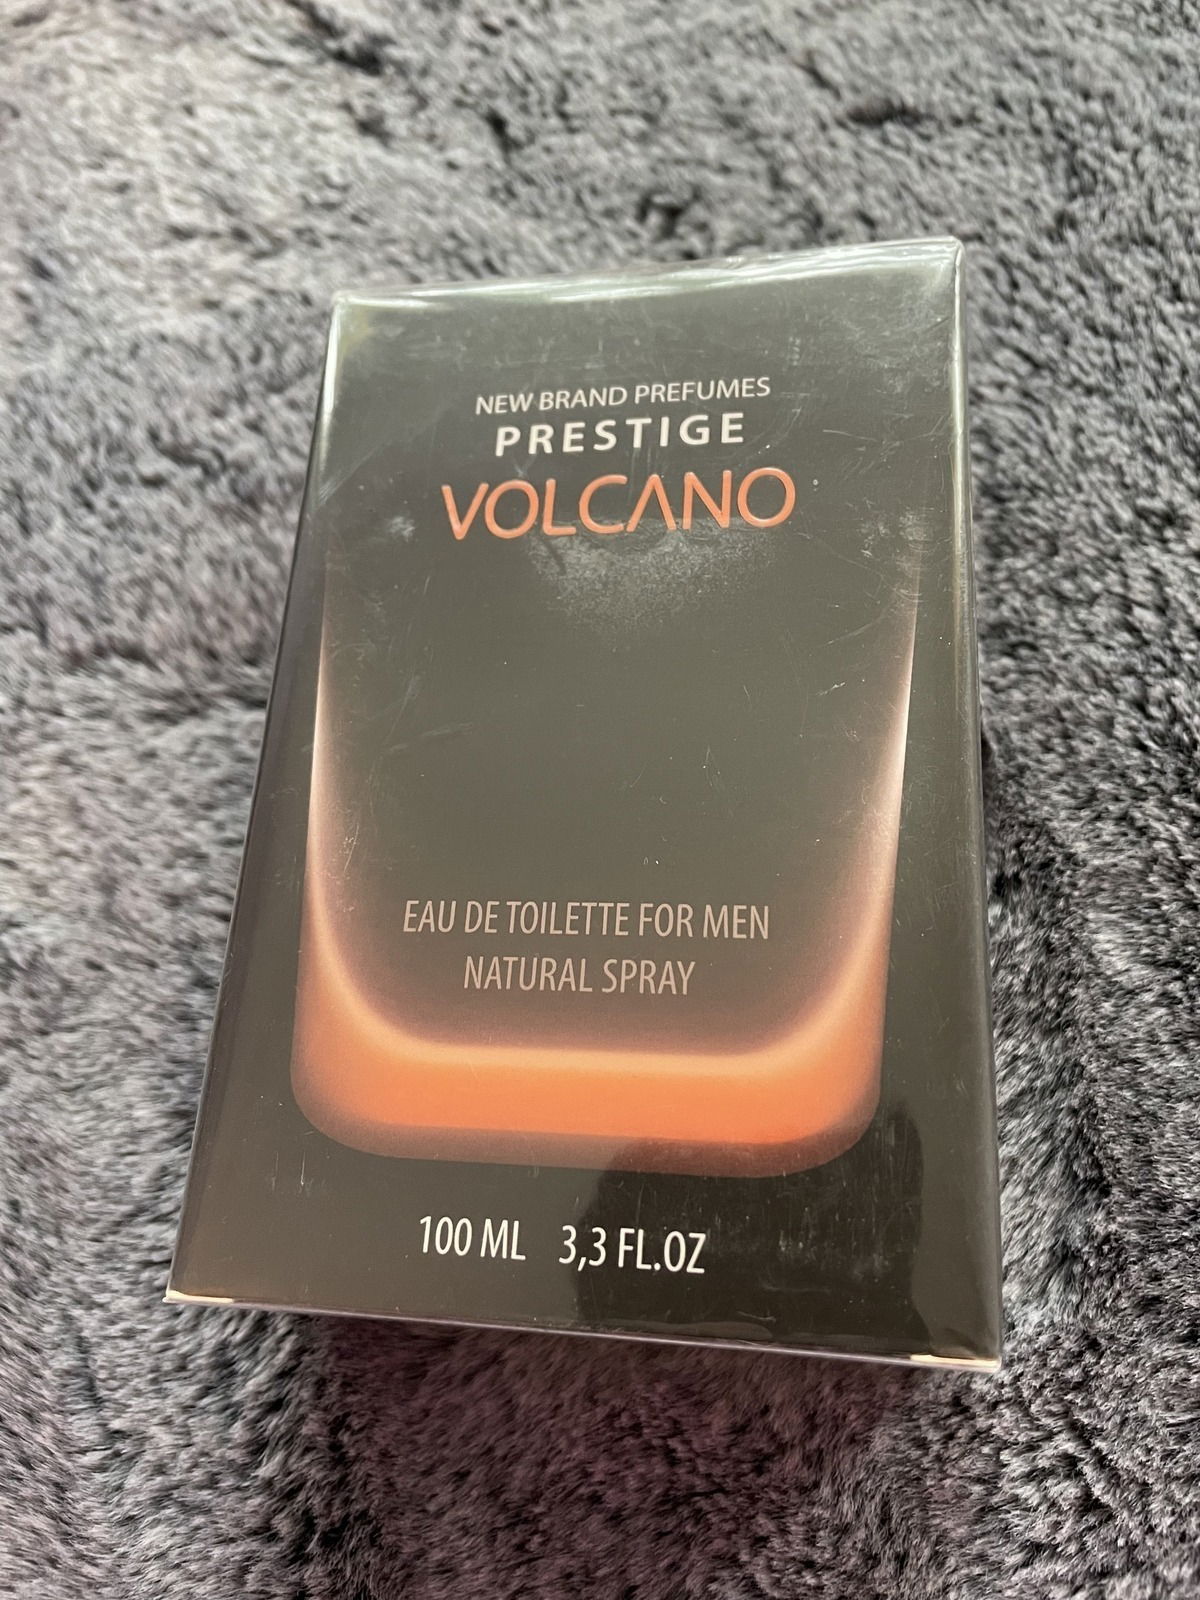 NEW BRAND PREFUMES
PRESTIGE
VOLCANO
EAU DE TOILETTE FOR MEN
NATURAL SPRAY
100 ML 3,3 FL.OZ